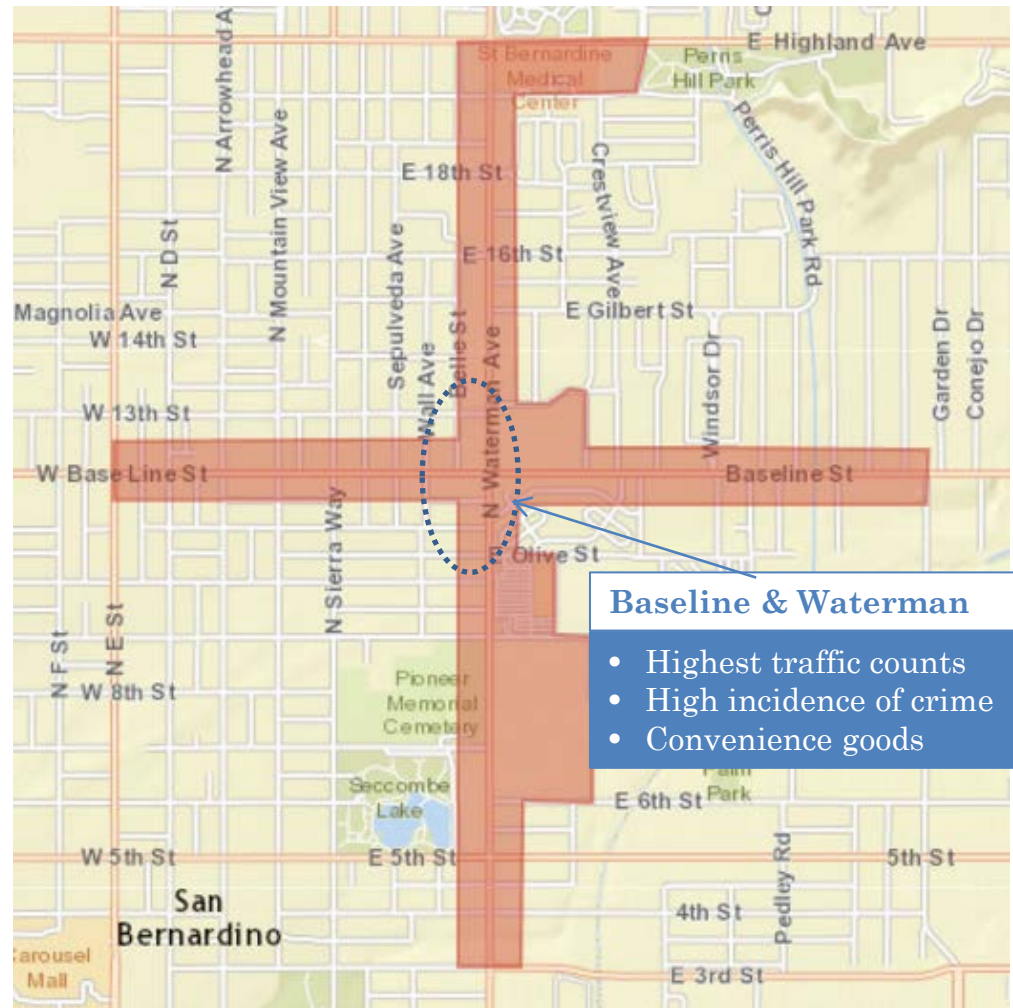 E Highland Ave
St Bernardine
Medical
Center
Perris
Hill Park
N Arrowhead A
Perris Hill Park Rd
E 18th St
Crestview Ave
N Mountain View Ave
N D St
Sepulveda Ave
E 16th St
Magnolia Ave
W 14th St
E Gilbert St
Belle St
Wall Ave
N Waterman Ave
Windsor Dr
Garden Dr
Conejo Dr
W 13th St
W Base Line St
Baseline St
N Sierra Way
E Olive St
Baseline & Waterman
• Highest traffic counts
• High incidence of crime
• Convenience goods
N F St
N E St
W 8th St
Pioneer
Memorial
Cemetery
Seccombe
Lake
Palm
Park
E 6th St
W 5th St
E 5th St
5th St
Pedley Rd
San
Bernardino
4th St
Carousel
Mall
E 3rd St